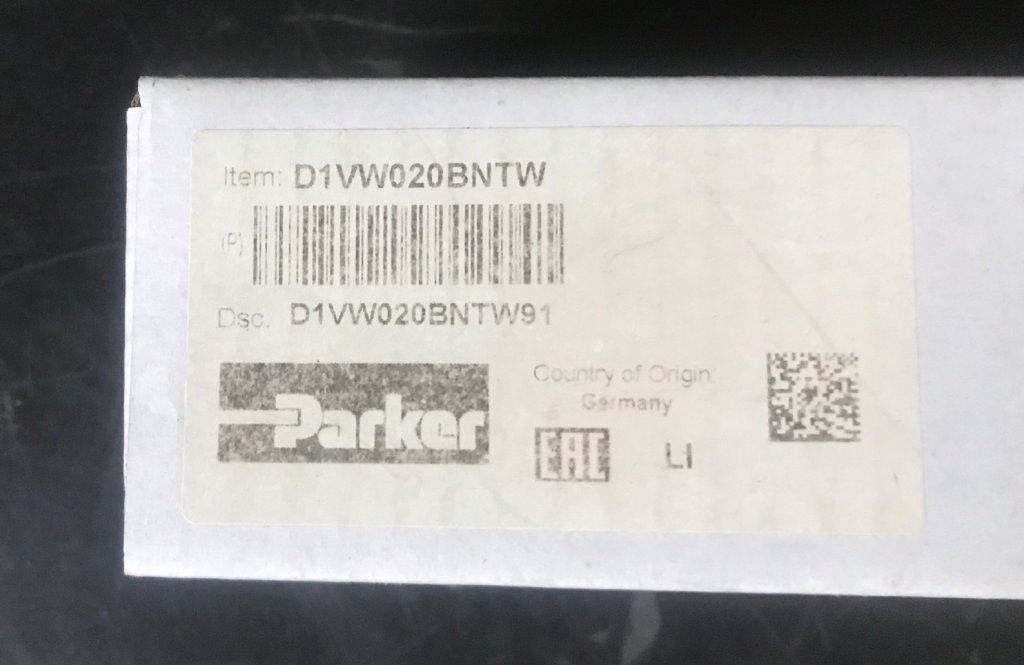 Item: D1VW020BNTW
(P)
Dsc. D1VW020BNTW91
Parker
Country of Origin:
Germany
EAC
LI